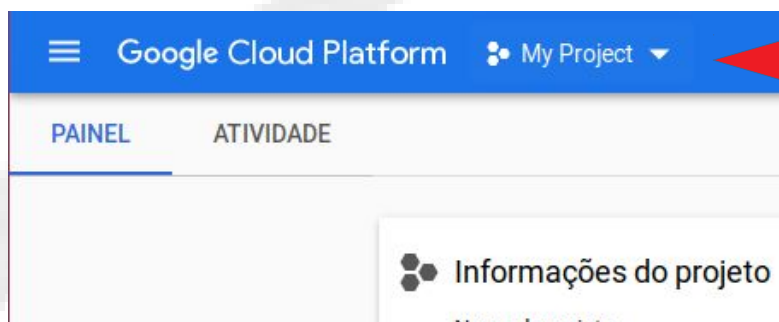 Google Cloud Platform My Project
PAINEL ATIVIDADE
Informações do projeto